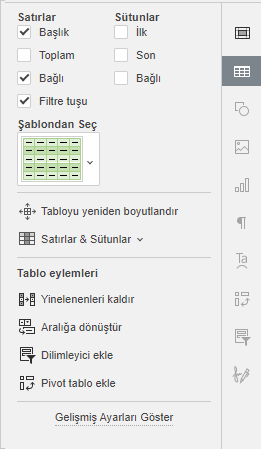 Satırlar Sütunlar
Başlık İlk
Toplam Son
Bağlı Bağlı
Filtre tuşu
Şablondan Seç
Tabloyu yeniden boyutlandır
Satırlar & Sütunlar
Tablo eylemleri
Yinelenenleri kaldır
Aralığa dönüştür
Dilimleyici ekle
Pivot tablo ekle
Gelişmiş Ayarları Göster
Ta